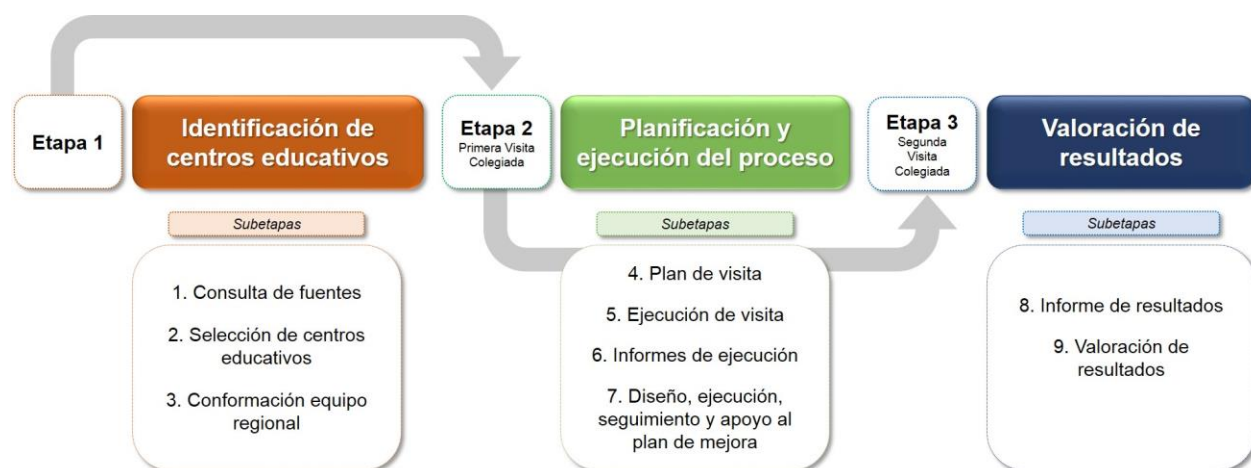 Etapa 1
Identificación de
centros educativos
Subetapas
1. Consulta de fuentes
2. Selección de centros
educativos
3. Conformación equipo
regional
Etapa 2
Primera Visita
Colegiada
Planificación y
ejecución del proceso
Subetapas
4. Plan de visita
5. Ejecución de visita
6. Informes de ejecución
7. Diseño, ejecución,
seguimiento y apoyo al
plan de mejora
Etapa 3
Segunda
Visita
Colegiada
Valoración de
resultados
Subetapas
8. Informe de resultados
9. Valoración de
resultados